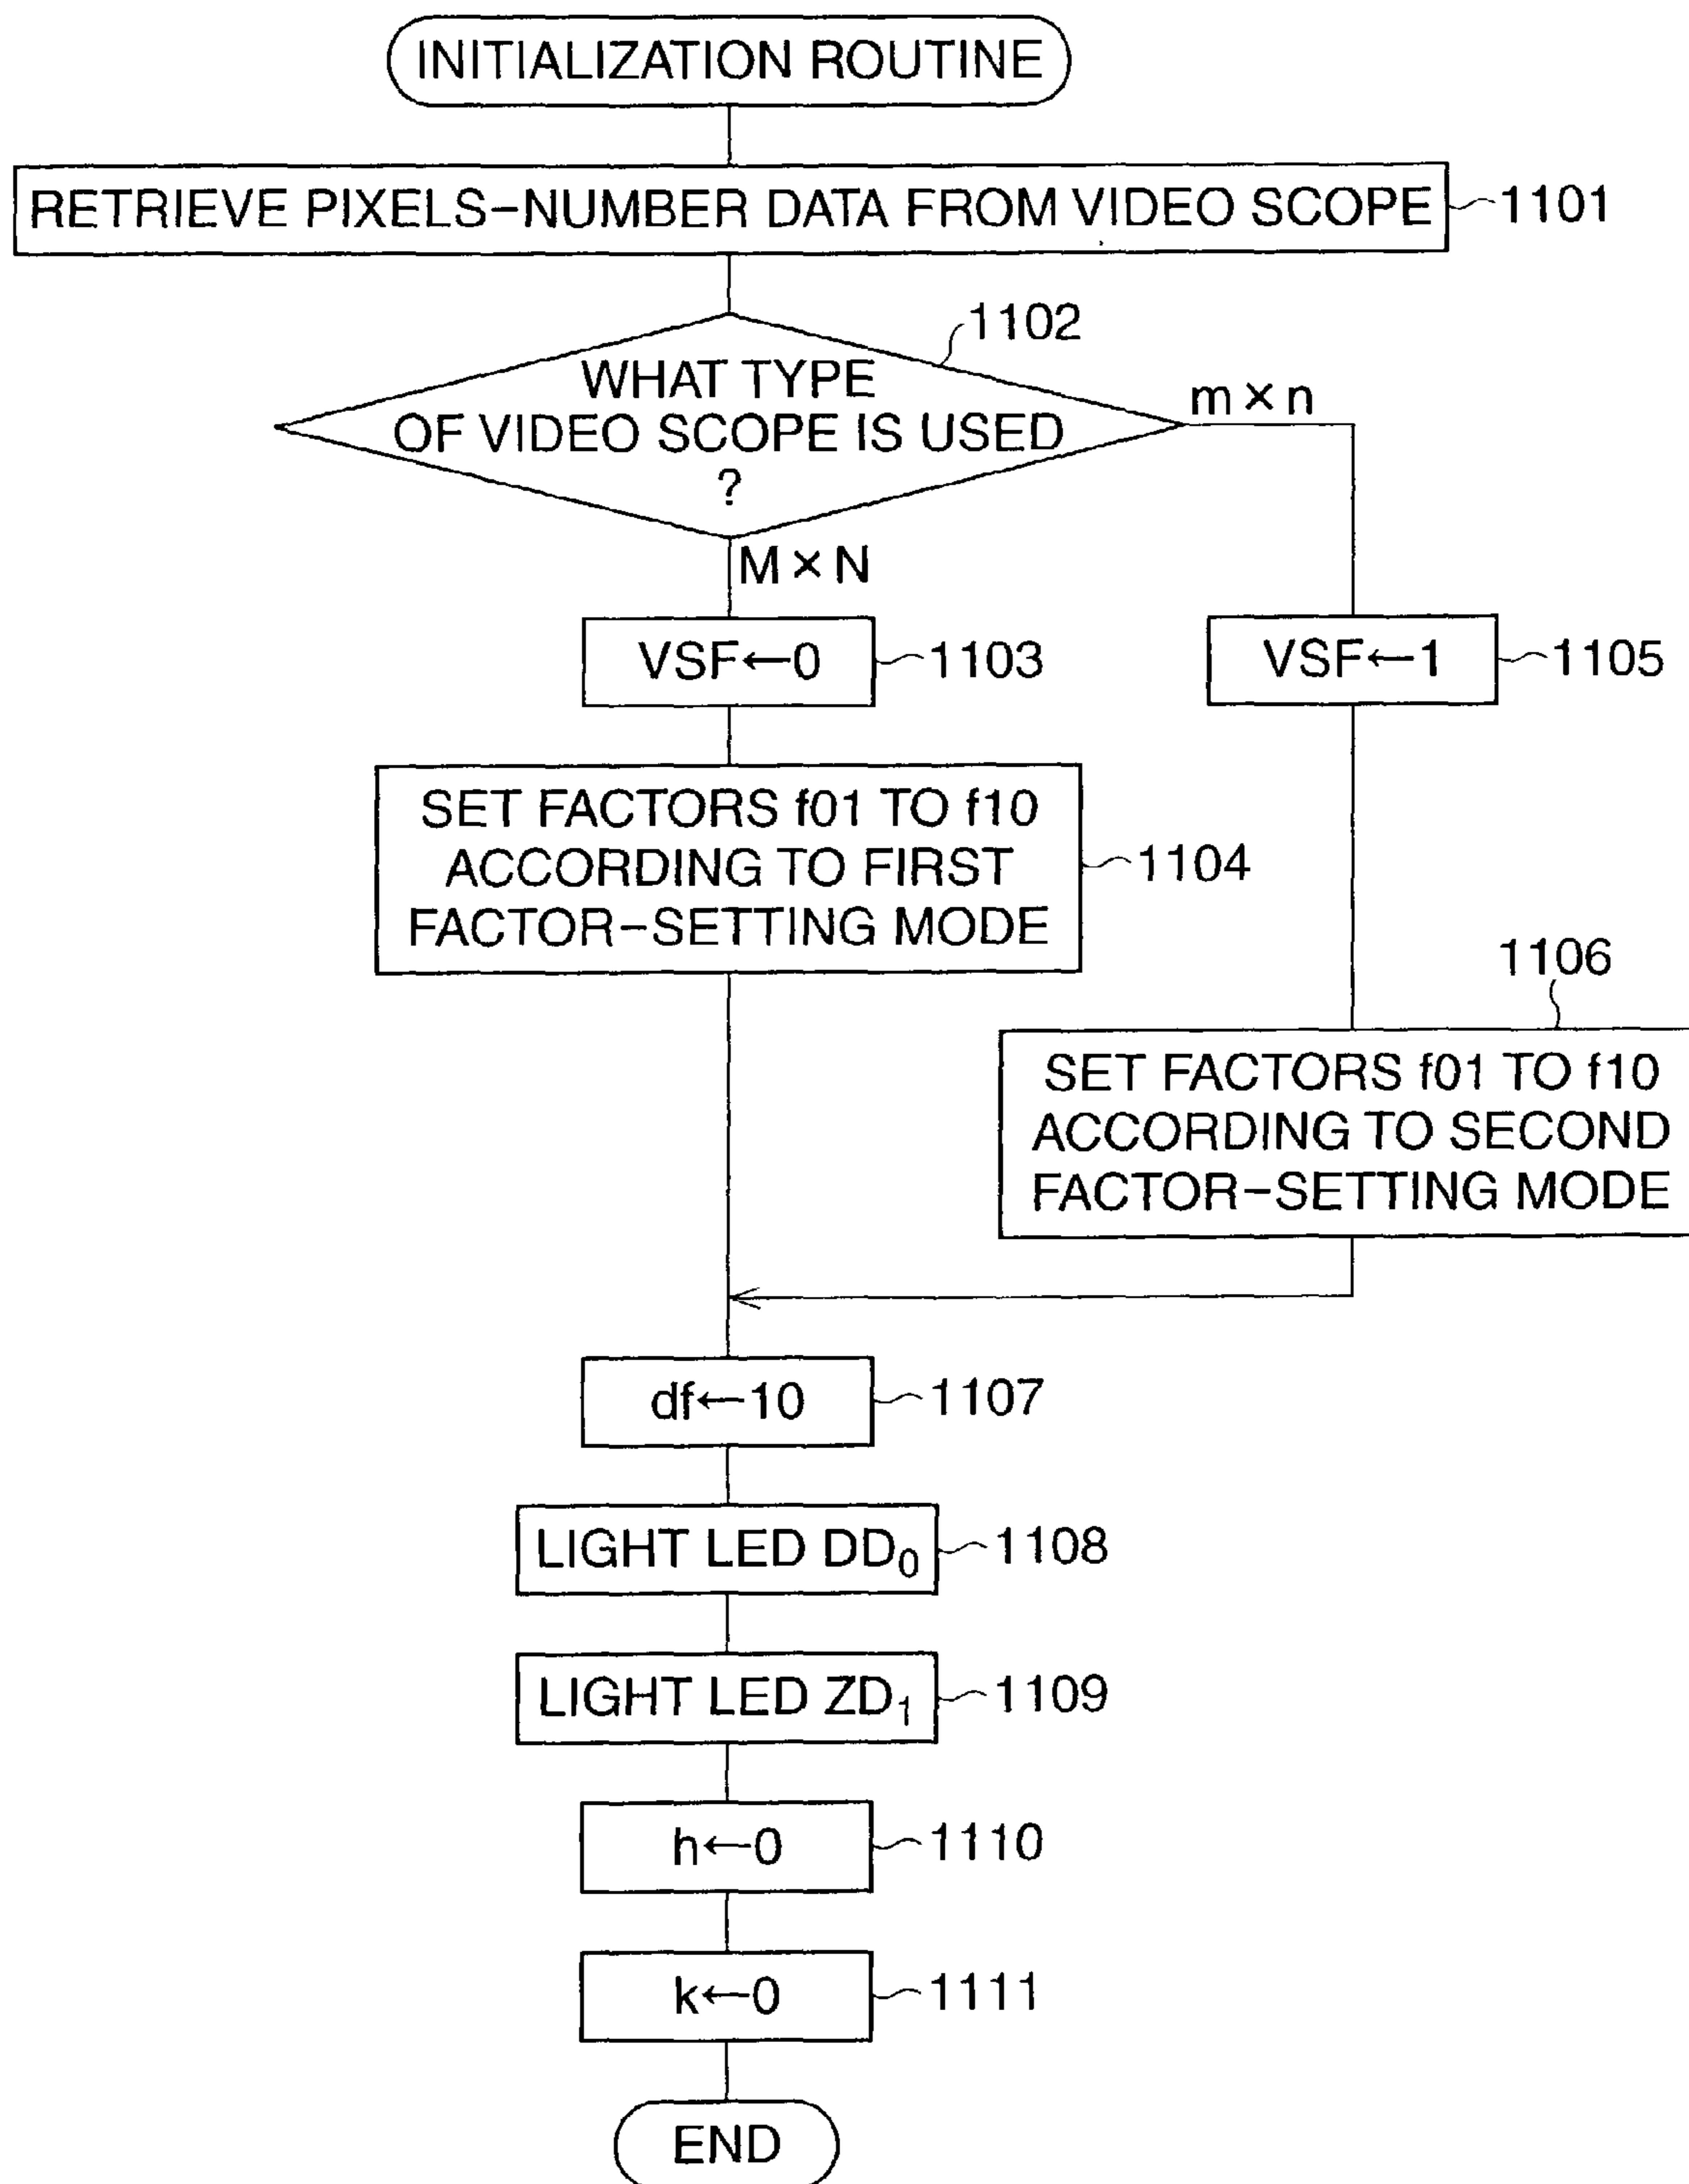 INITIALIZATION ROUTINE
RETRIEVE PIXELS-NUMBER DATA FROM VIDEO SCOPE
1101
1102
WHAT TYPE
OF VIDEO SCOPE IS USED
?
m×n
M×N
VSF←0
1103
VSF←1
1105
SET FACTORS f01 TO f10
ACCORDING TO FIRST
FACTOR-SETTING MODE
1104
1106
SET FACTORS f01 TO f10
ACCORDING TO SECOND
FACTOR-SETTING MODE
df←10
1107
LIGHT LED DD₀
1108
LIGHT LED ZD₁
1109
h←0
1110
k←0
1111
END